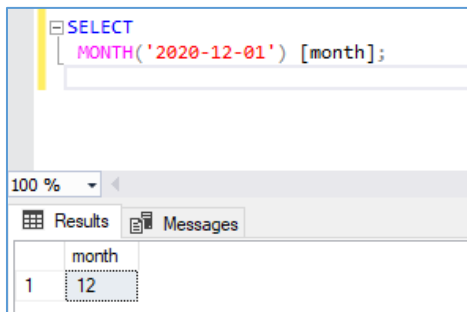 SELECT
MONTH('2020-12-01') [month];
100 %
Results Messages
month
1 12